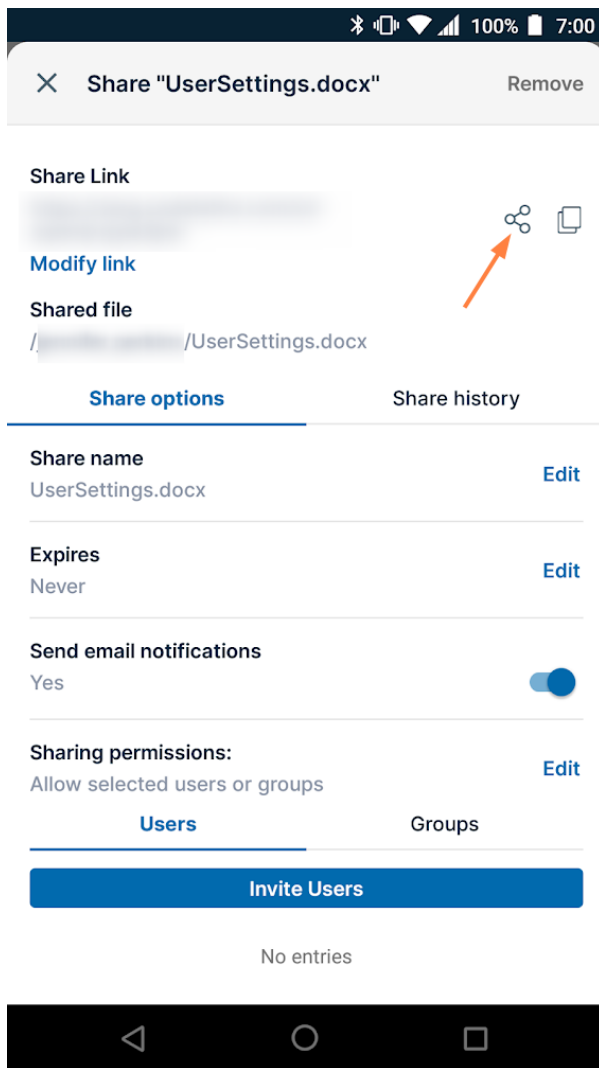 100% 7:00
Share "UserSettings.docx" Remove
Share Link
Modify link
Shared file
/ /UserSettings.docx
Share options Share history
Share name
UserSettings.docx
Edit
Expires
Never
Edit
Send email notifications
Yes
Sharing permissions:
Allow selected users or groups
Edit
Users Groups
Invite Users
No entries